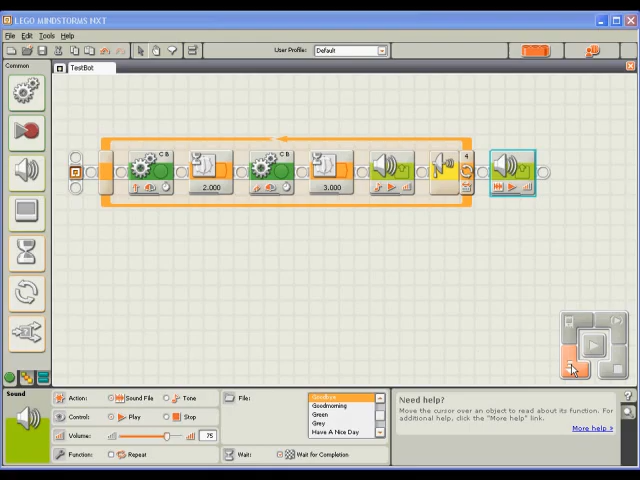 LEGO MINDSTORMS NXT
File Edit Tools Help
User Profile: Default
Common
TestBot
C B
C B
4
2.000
3.000
Sound
Action: Sound File Tone
Control: Play Stop
Volume: 75
Function: Repeat
File:
Goodbye
Goodmorning
Green
Grey
Have A Nice Day
Wait: Wait for Completion
Need help?
Move the cursor over an object to read about its function. For
additional help, click the "More help" link.
More help »